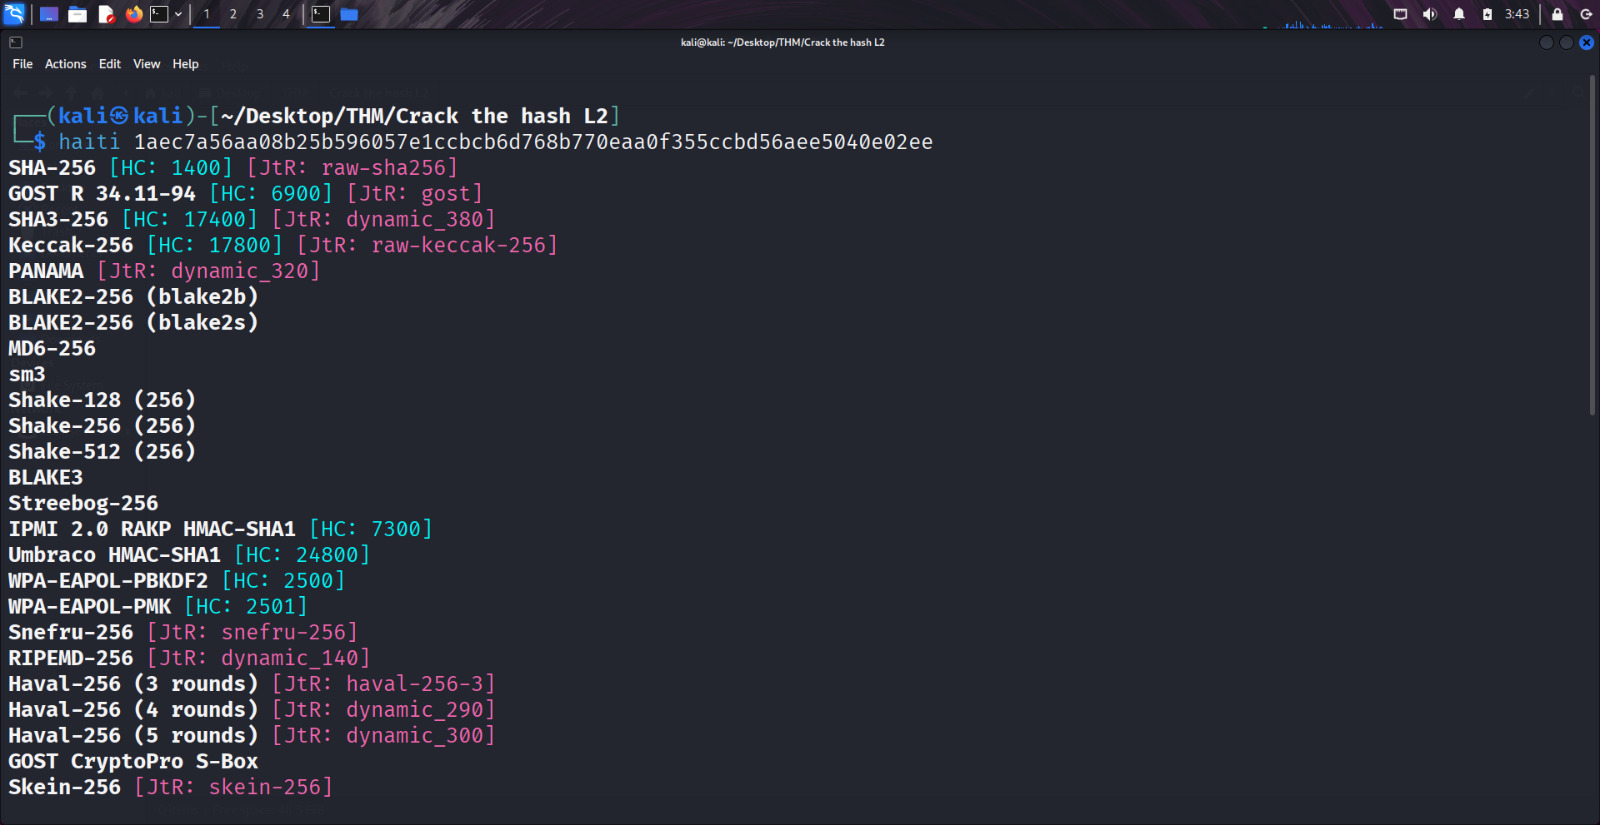 1 2 3 4 3:43
kali@kali: ~/Desktop/THM/Crack the hash L2
File Actions Edit View Help
(kali㉿kali)-[~/Desktop/THM/Crack the hash L2]
$ haiti 1aec7a56aa08b25b596057e1ccbcb6d768b770eaa0f355ccbd56aee5040e02ee
SHA-256 [HC: 1400] [JtR: raw-sha256]
GOST R 34.11-94 [HC: 6900] [JtR: gost]
SHA3-256 [HC: 17400] [JtR: dynamic_380]
Keccak-256 [HC: 17800] [JtR: raw-keccak-256]
PANAMA [JtR: dynamic_320]
BLAKE2-256 (blake2b)
BLAKE2-256 (blake2s)
MD6-256
sm3
Shake-128 (256)
Shake-256 (256)
Shake-512 (256)
BLAKE3
Streebog-256
IPMI 2.0 RAKP HMAC-SHA1 [HC: 7300]
Umbraco HMAC-SHA1 [HC: 24800]
WPA-EAPOL-PBKDF2 [HC: 2500]
WPA-EAPOL-PMK [HC: 2501]
Snefru-256 [JtR: snefru-256]
RIPEMD-256 [JtR: dynamic_140]
Haval-256 (3 rounds) [JtR: haval-256-3]
Haval-256 (4 rounds) [JtR: dynamic_290]
Haval-256 (5 rounds) [JtR: dynamic_300]
GOST CryptoPro S-Box
Skein-256 [JtR: skein-256]